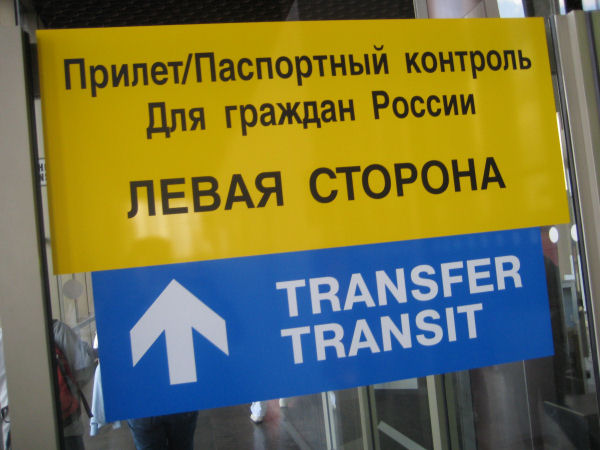 Прилет/Паспортный контроль
Для граждан России
ЛЕВАЯ СТОРОНА
TRANSFER
TRANSIT